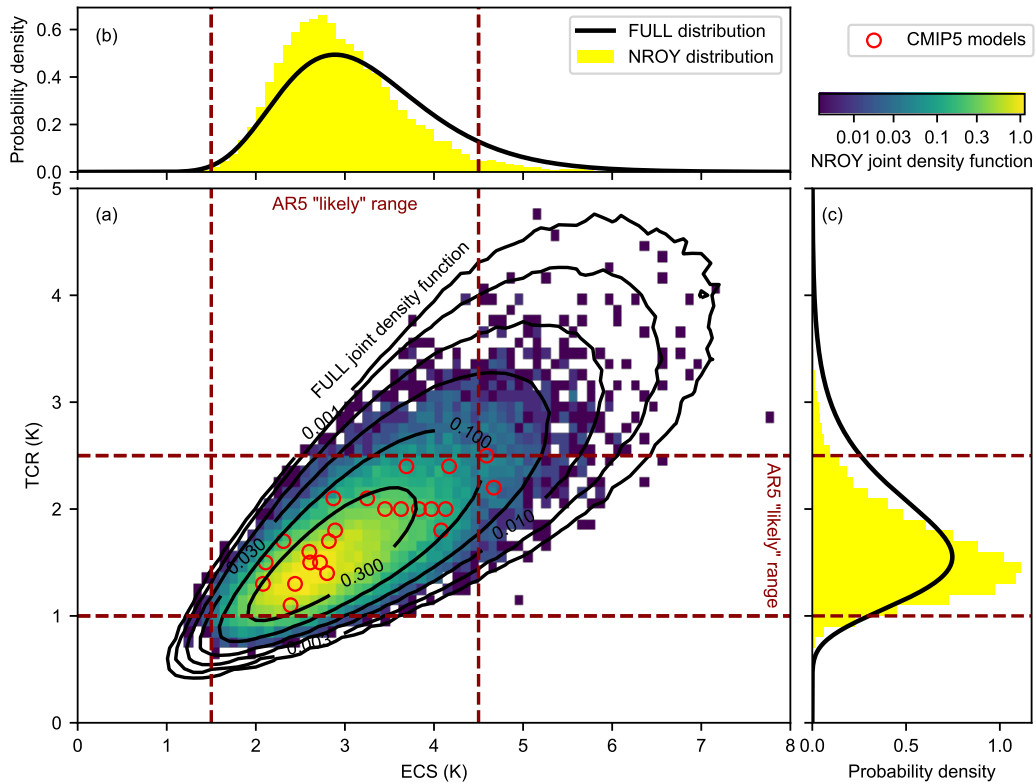 Probability density
0.6
0.4
0.2
0.0
(b)
FULL distribution
NROY distribution
CMIP5 models
0.01 0.03 0.1 0.3 1.0
NROY joint density function
(a)
AR5 "likely" range
FULL joint density function
0.001
0.100
0.030
0.010
0.300
0.003
AR5 "likely" range
TCR (K)
5
4
3
2
1
0
0 1 2 3 4 5 6 7 8
ECS (K)
(c)
0.0 0.5 1.0
Probability density